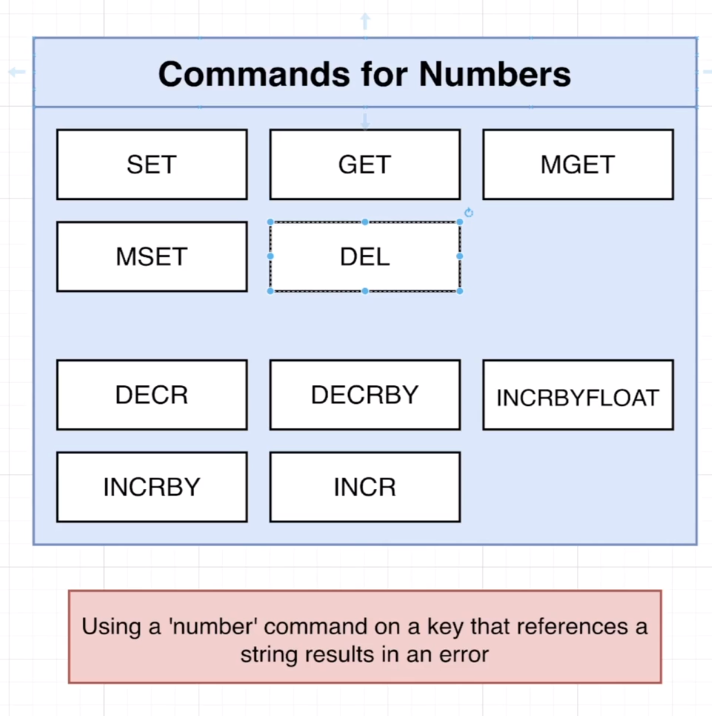 Commands for Numbers
SET
GET
MGET
MSET
DEL
DECR
DECRBY
INCRBYFLOAT
INCRBY
INCR
Using a 'number' command on a key that references a
string results in an error